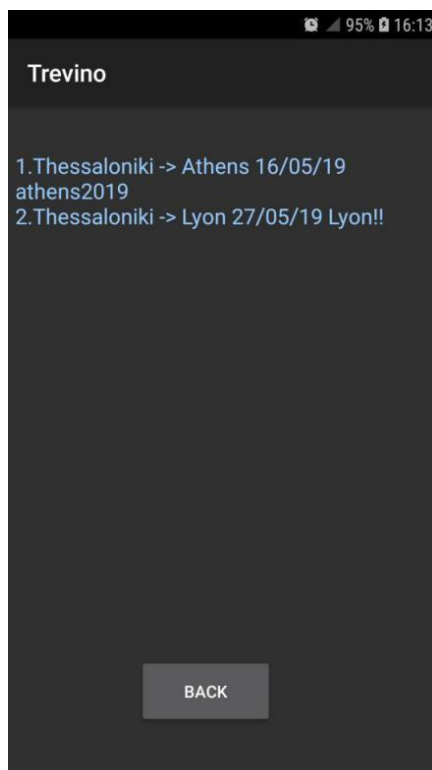 95% 16:13
Trevino
1.Thessaloniki -> Athens 16/05/19
athens2019
2.Thessaloniki -> Lyon 27/05/19 Lyon!!
BACK